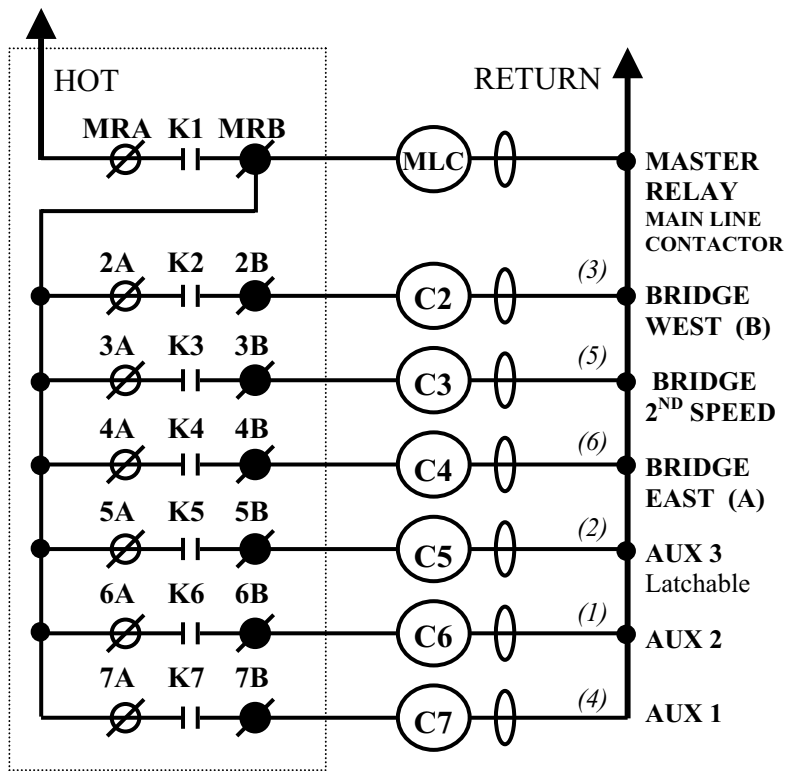 HOT
RETURN
MRA K1 MRB
MLC
MASTER
RELAY
MAIN LINE
CONTACTOR
2A K2 2B
C2
(3)
BRIDGE
WEST (B)
3A K3 3B
C3
(5)
BRIDGE
2ND SPEED
4A K4 4B
C4
(6)
BRIDGE
EAST (A)
5A K5 5B
C5
(2)
AUX 3
Latchable
6A K6 6B
C6
(1)
AUX 2
7A K7 7B
C7
(4)
AUX 1